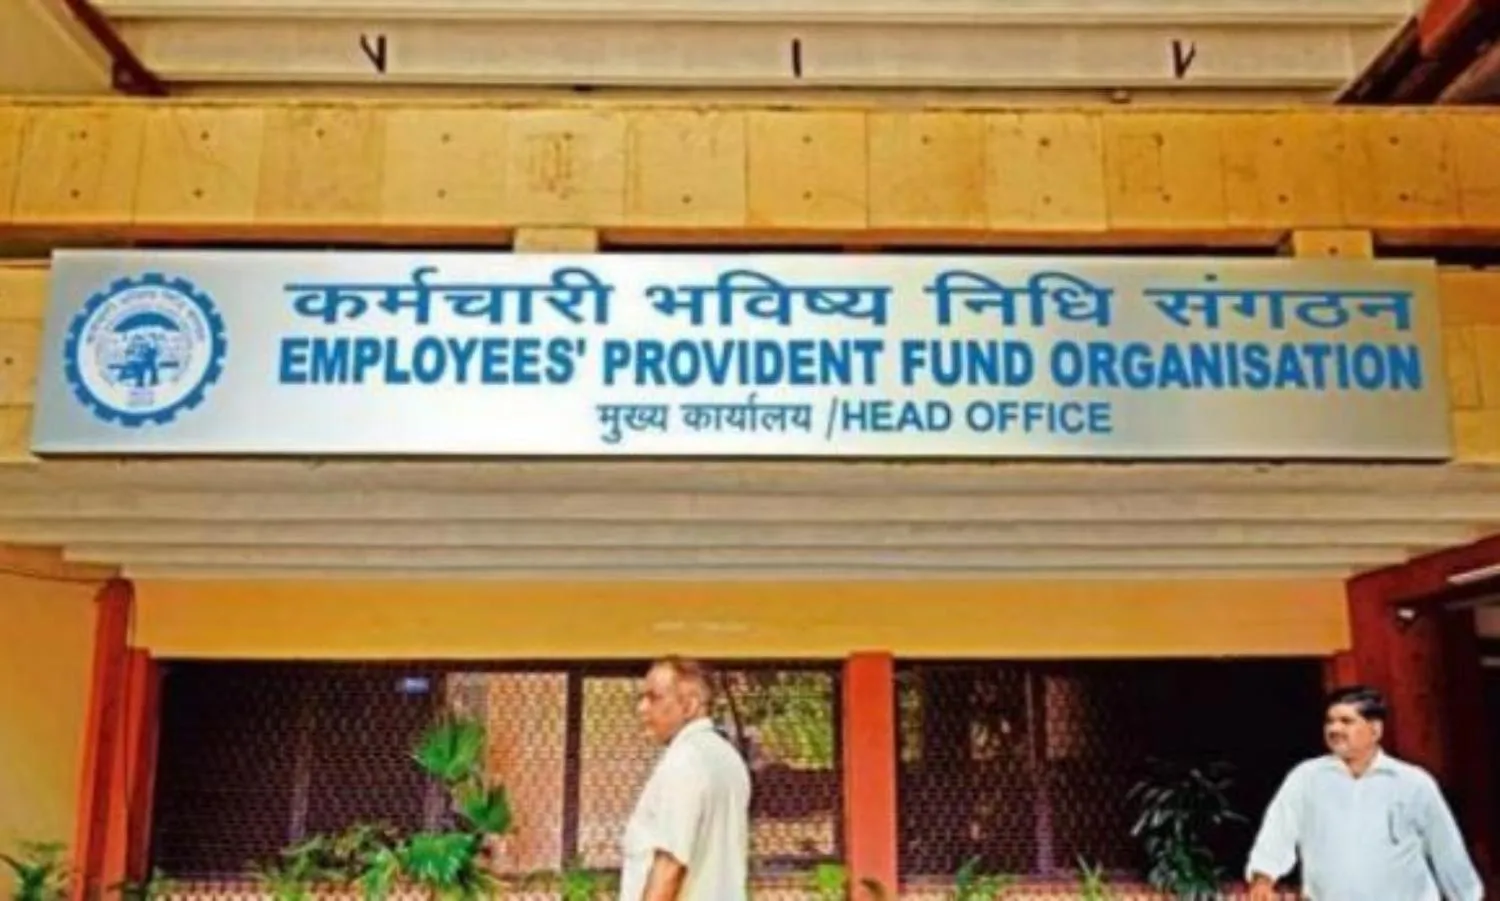 कर्मचारी भविष्य निधि संगठन
EMPLOYEES' PROVIDENT FUND ORGANISATION
मुख्य कार्यालय /HEAD OFFICE